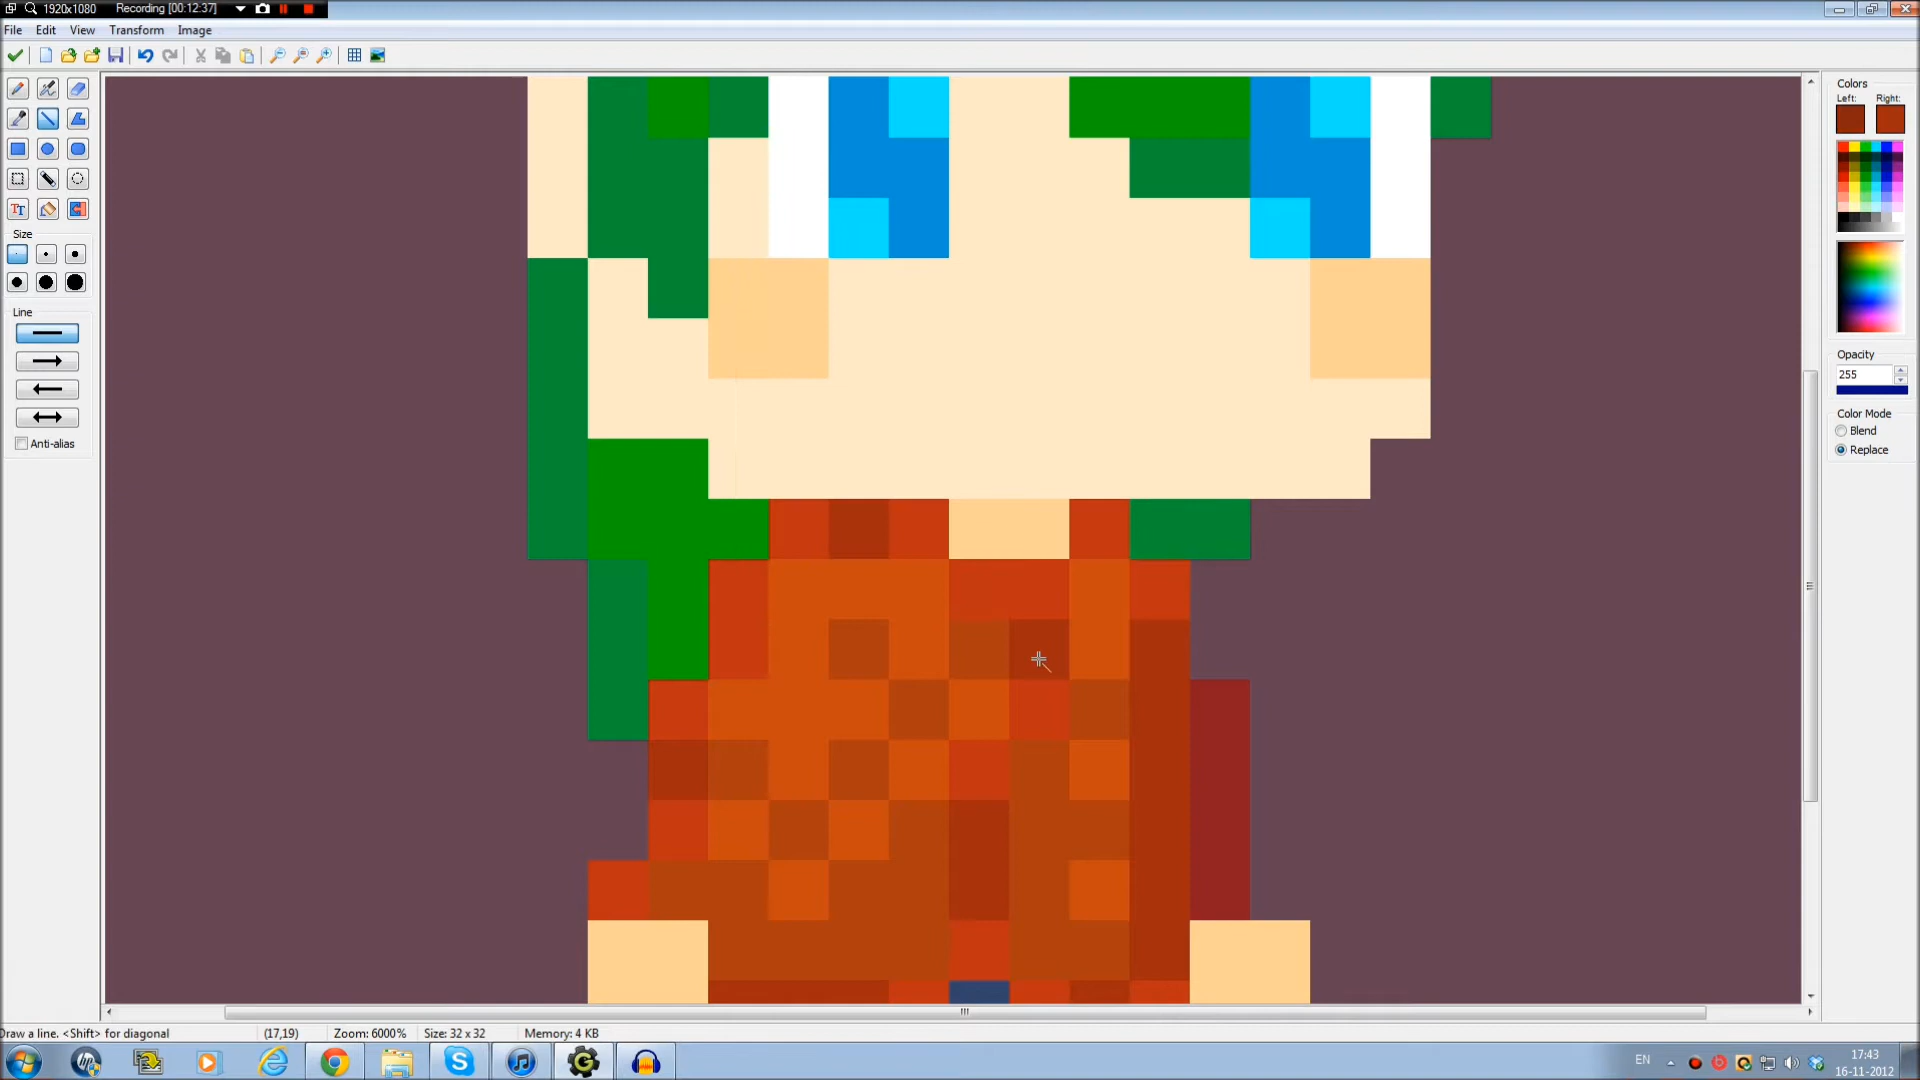 1920x1080 Recording [00:12:37]
File Edit View Transform Image
Colors
Left: Right:
TT
Size
Line
Anti-alias
Opacity
255
Color Mode
Blend
Replace
Draw a line. <Shift> for diagonal (17,19) Zoom: 6000% Size: 32 x 32 Memory: 4 KB
EN
17:43
16-11-2012